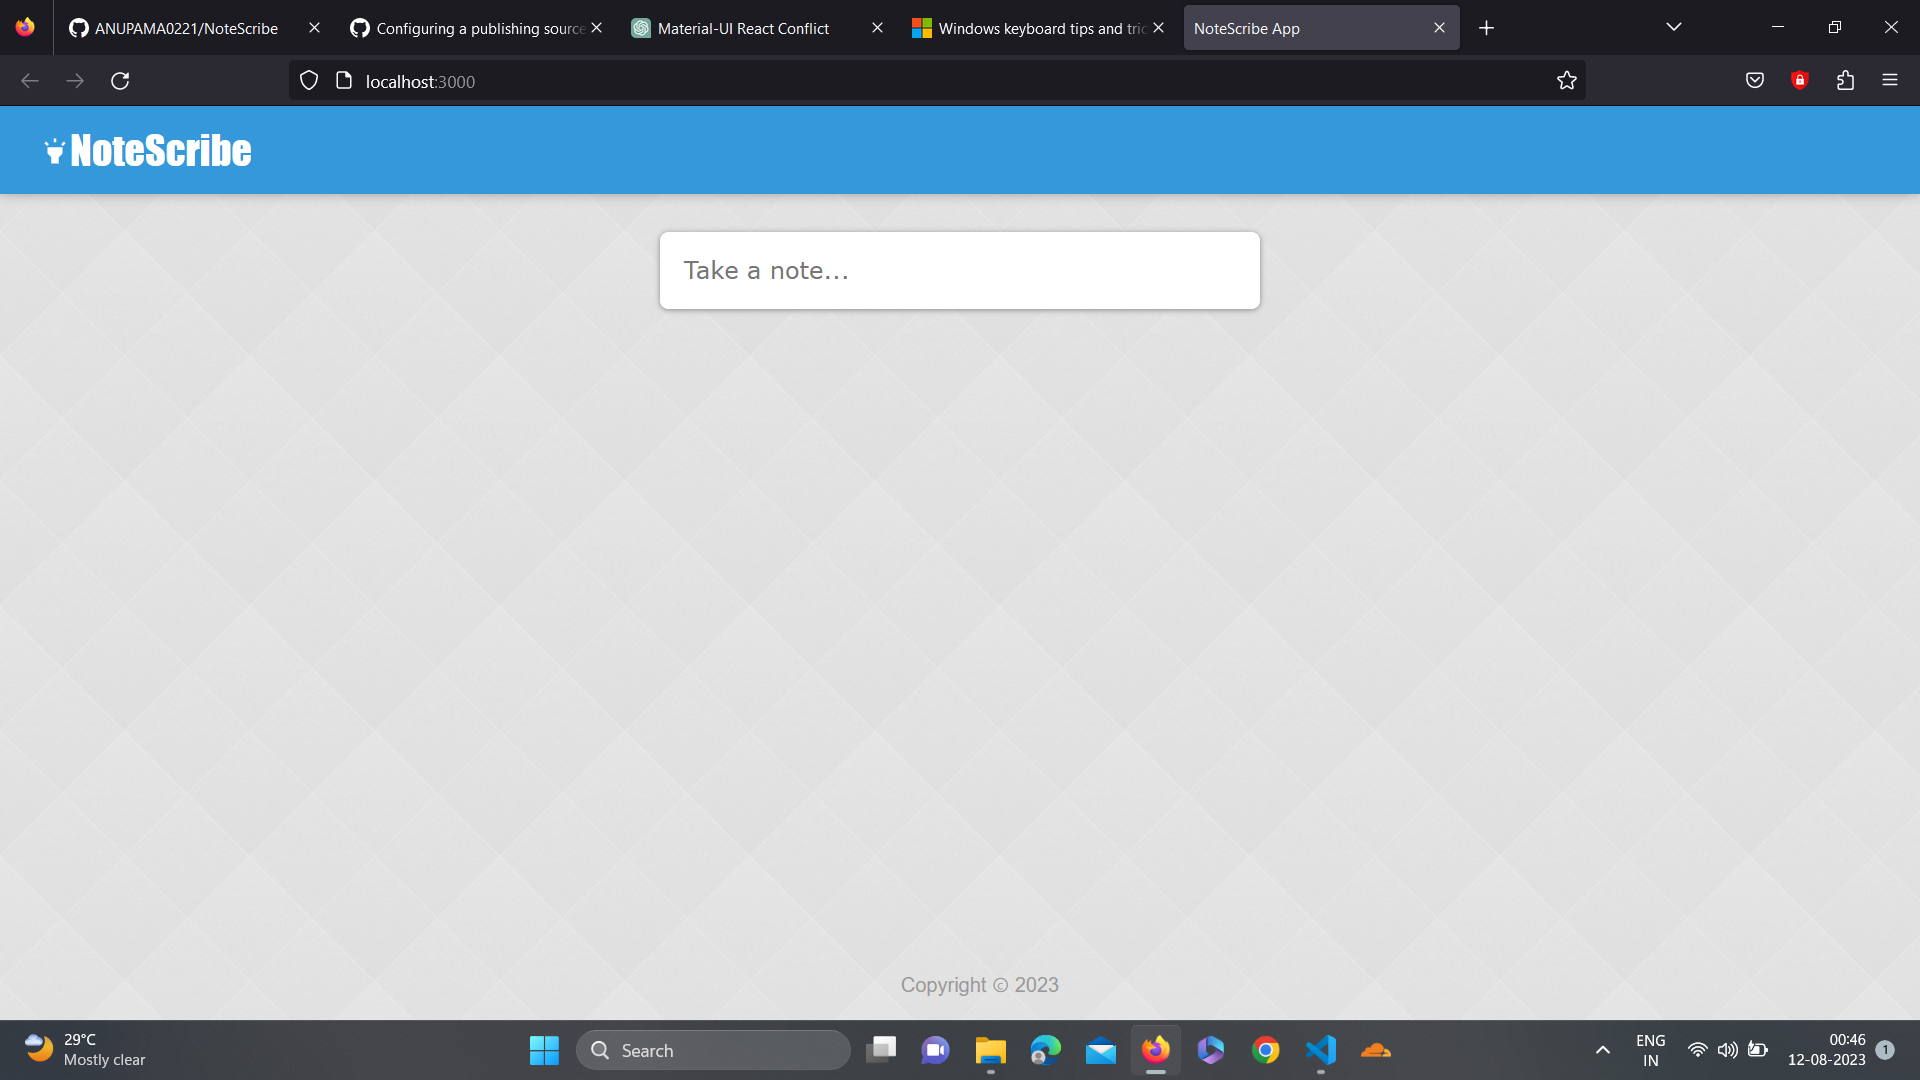 ANUPAMA0221/NoteScribe
Configuring a publishing source
Material-UI React Conflict
Windows keyboard tips and tric
NoteScribe App
localhost:3000
NoteScribe
Take a note...
Copyright © 2023
29°C
Mostly clear
Search
ENG
IN
00:46
12-08-2023
1